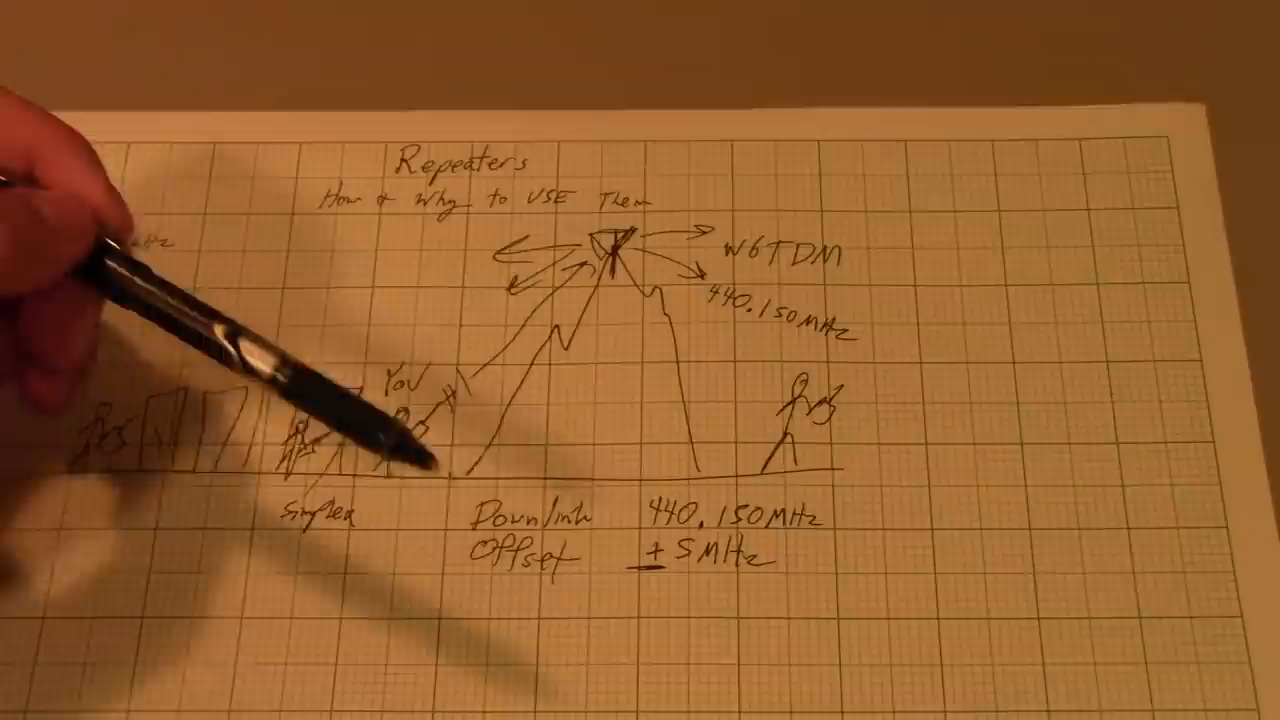 Repeaters
How & Why to USE Them
W6TDM
440.150MHz
YOU
Simplex
Downlink 440.150MHz
Offset + 5MHz